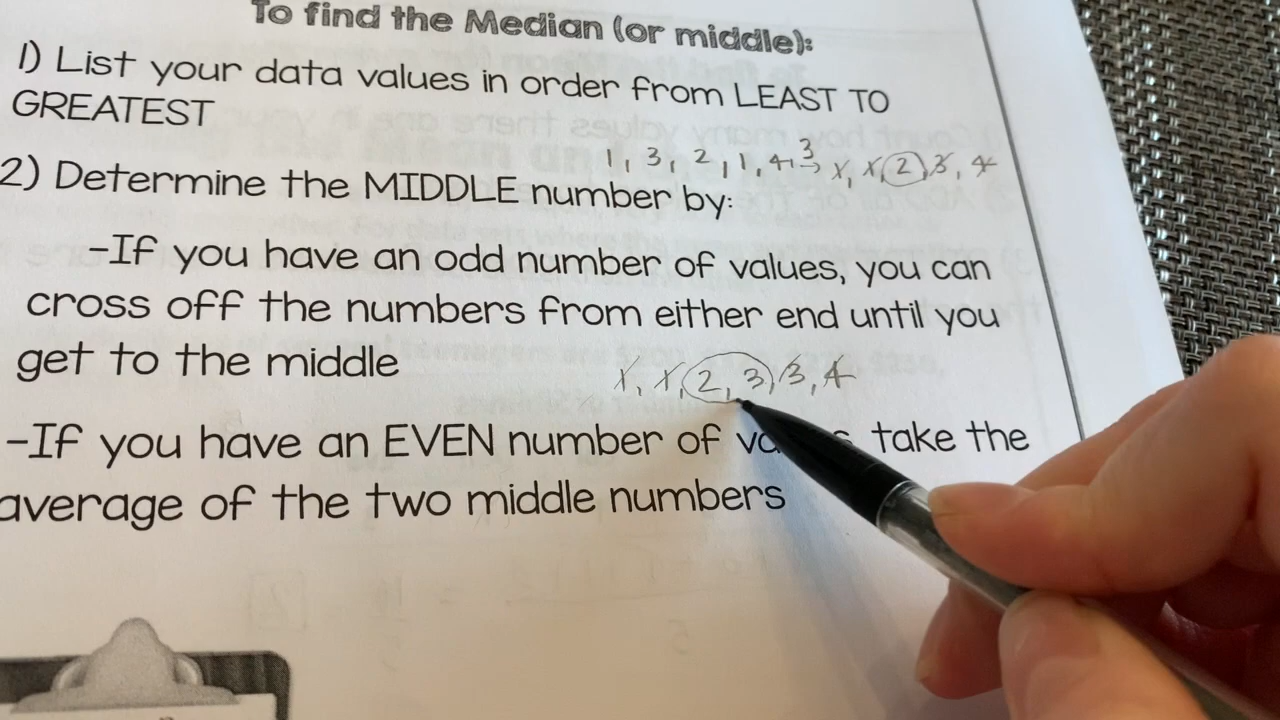 To find the Median (or middle):
1) List your data values in order from LEAST TO
GREATEST
1, 3, 2, 1, 4, 3
1, 1, 2, 3, 4
2) Determine the MIDDLE number by:
-If you have an odd number of values, you can
cross off the numbers from either end until you
get to the middle
1, 1, 2, 3, 3, 4
-If you have an EVEN number of take the
average of the two middle numbers